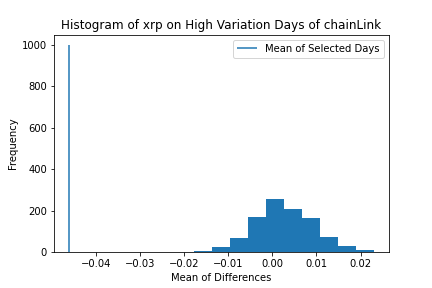 Histogram of xrp on High Variation Days of chainLink
Mean of Selected Days
1000
800
600
400
200
0
Frequency
−0.04 −0.03 −0.02 −0.01 0.00 0.01 0.02
Mean of Differences